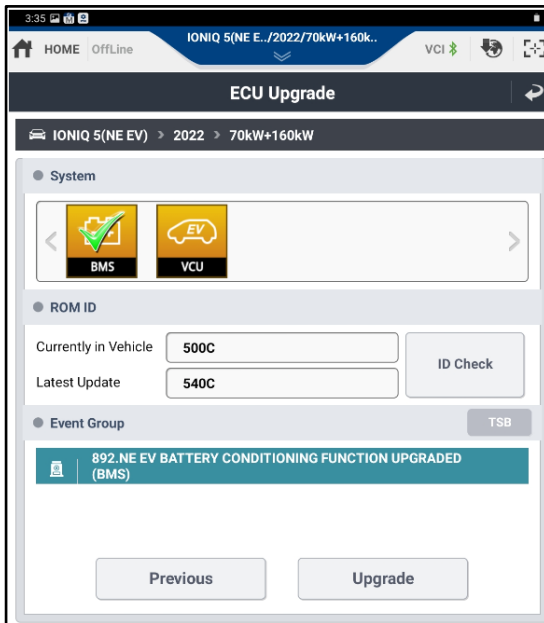 3:35
IONIQ 5(NE E../2022/70kW+160k..
HOME OffLine
VCI
ECU Upgrade
IONIQ 5(NE EV) > 2022 > 70kW+160kW
System
BMS
EV
VCU
ROM ID
Currently in Vehicle 500C
ID Check
Latest Update 540C
Event Group
TSB
892.NE EV BATTERY CONDITIONING FUNCTION UPGRADED
(BMS)
Previous
Upgrade